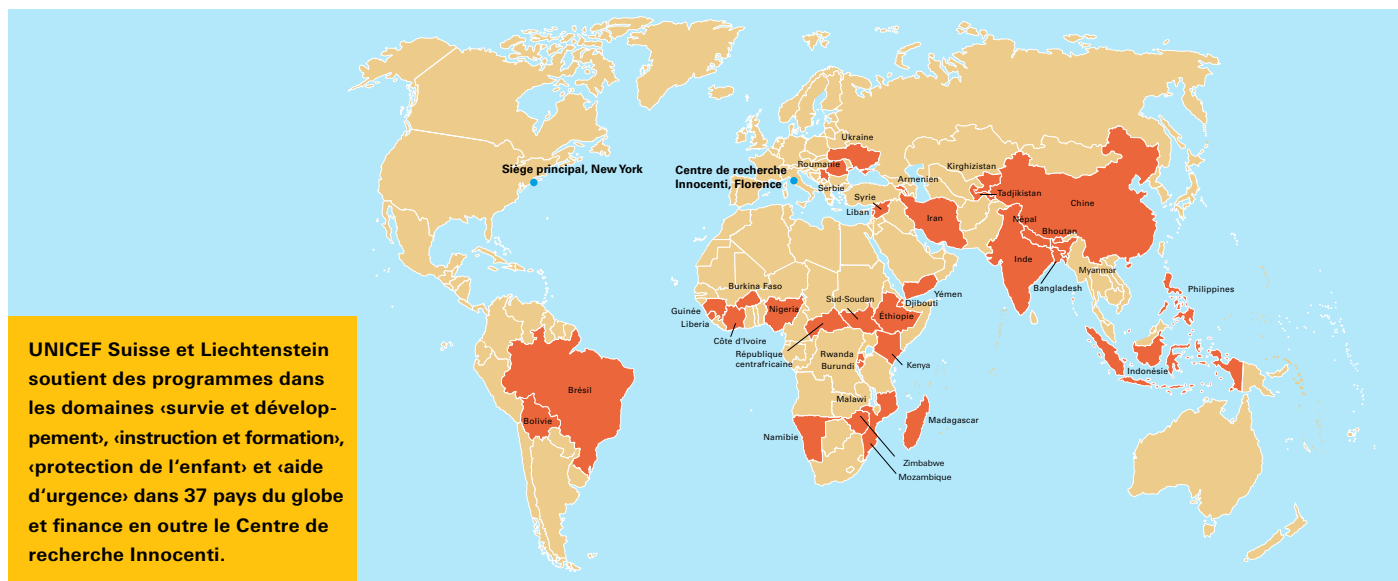 Ukraine
Siège principal, New York
Centre de recherche
Innocenti, Florence
Roumanie
Serbie
Armenien
Kirghizistan
Tadjikistan
Syrie
Liban
Iran
Chine
Népal
Bhoutan
Inde
Myanmar
Bangladesh
Philippines
Burkina Faso
Guinée
Liberia
Nigeria
Côte d'Ivoire
Sud-Soudan
Yémen
Djibouti
Éthiopie
République
centrafricaine
Rwanda
Burundi
Kenya
Indonésie
Malawi
Madagascar
Namibie
Zimbabwe
Mozambique
Brésil
Bolivie
UNICEF Suisse et Liechtenstein
soutient des programmes dans
les domaines ‹survie et dévelop-
pement›, ‹instruction et formation›,
‹protection de l'enfant› et ‹aide
d'urgence› dans 37 pays du globe
et finance en outre le Centre de
recherche Innocenti.